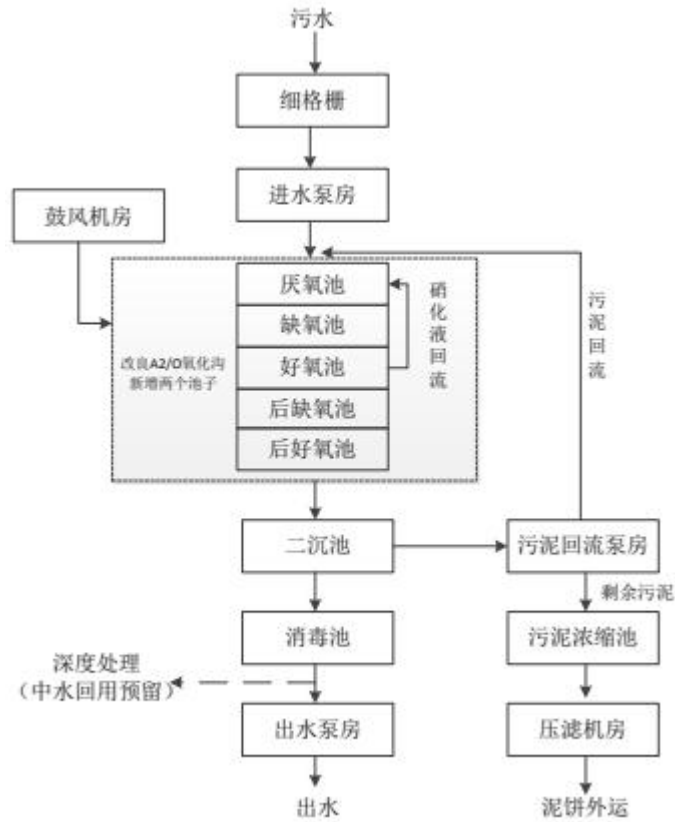 污水
细格栅
进水泵房
鼓风机房
厌氧池
缺氧池
好氧池
后缺氧池
后好氧池
硝化液回流
污泥回流
改良A2/O氧化沟
新增两个池子
二沉池
污泥回流泵房
剩余污泥
消毒池
污泥浓缩池
深度处理
（中水回用预留）
出水泵房
压滤机房
出水
泥饼外运